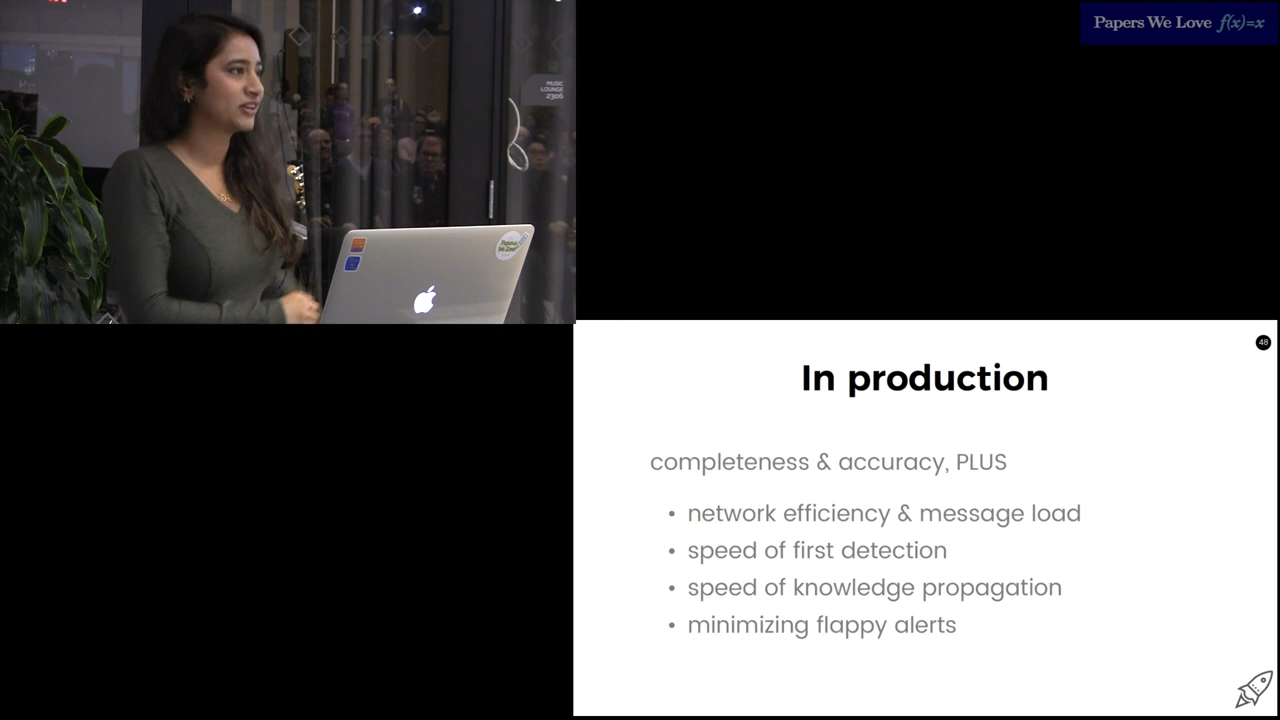 Papers We Love f(x)=x
MUSIC
LOUNGE
2306
48
In production
completeness & accuracy, PLUS
• network efficiency & message load
• speed of first detection
• speed of knowledge propagation
• minimizing flappy alerts